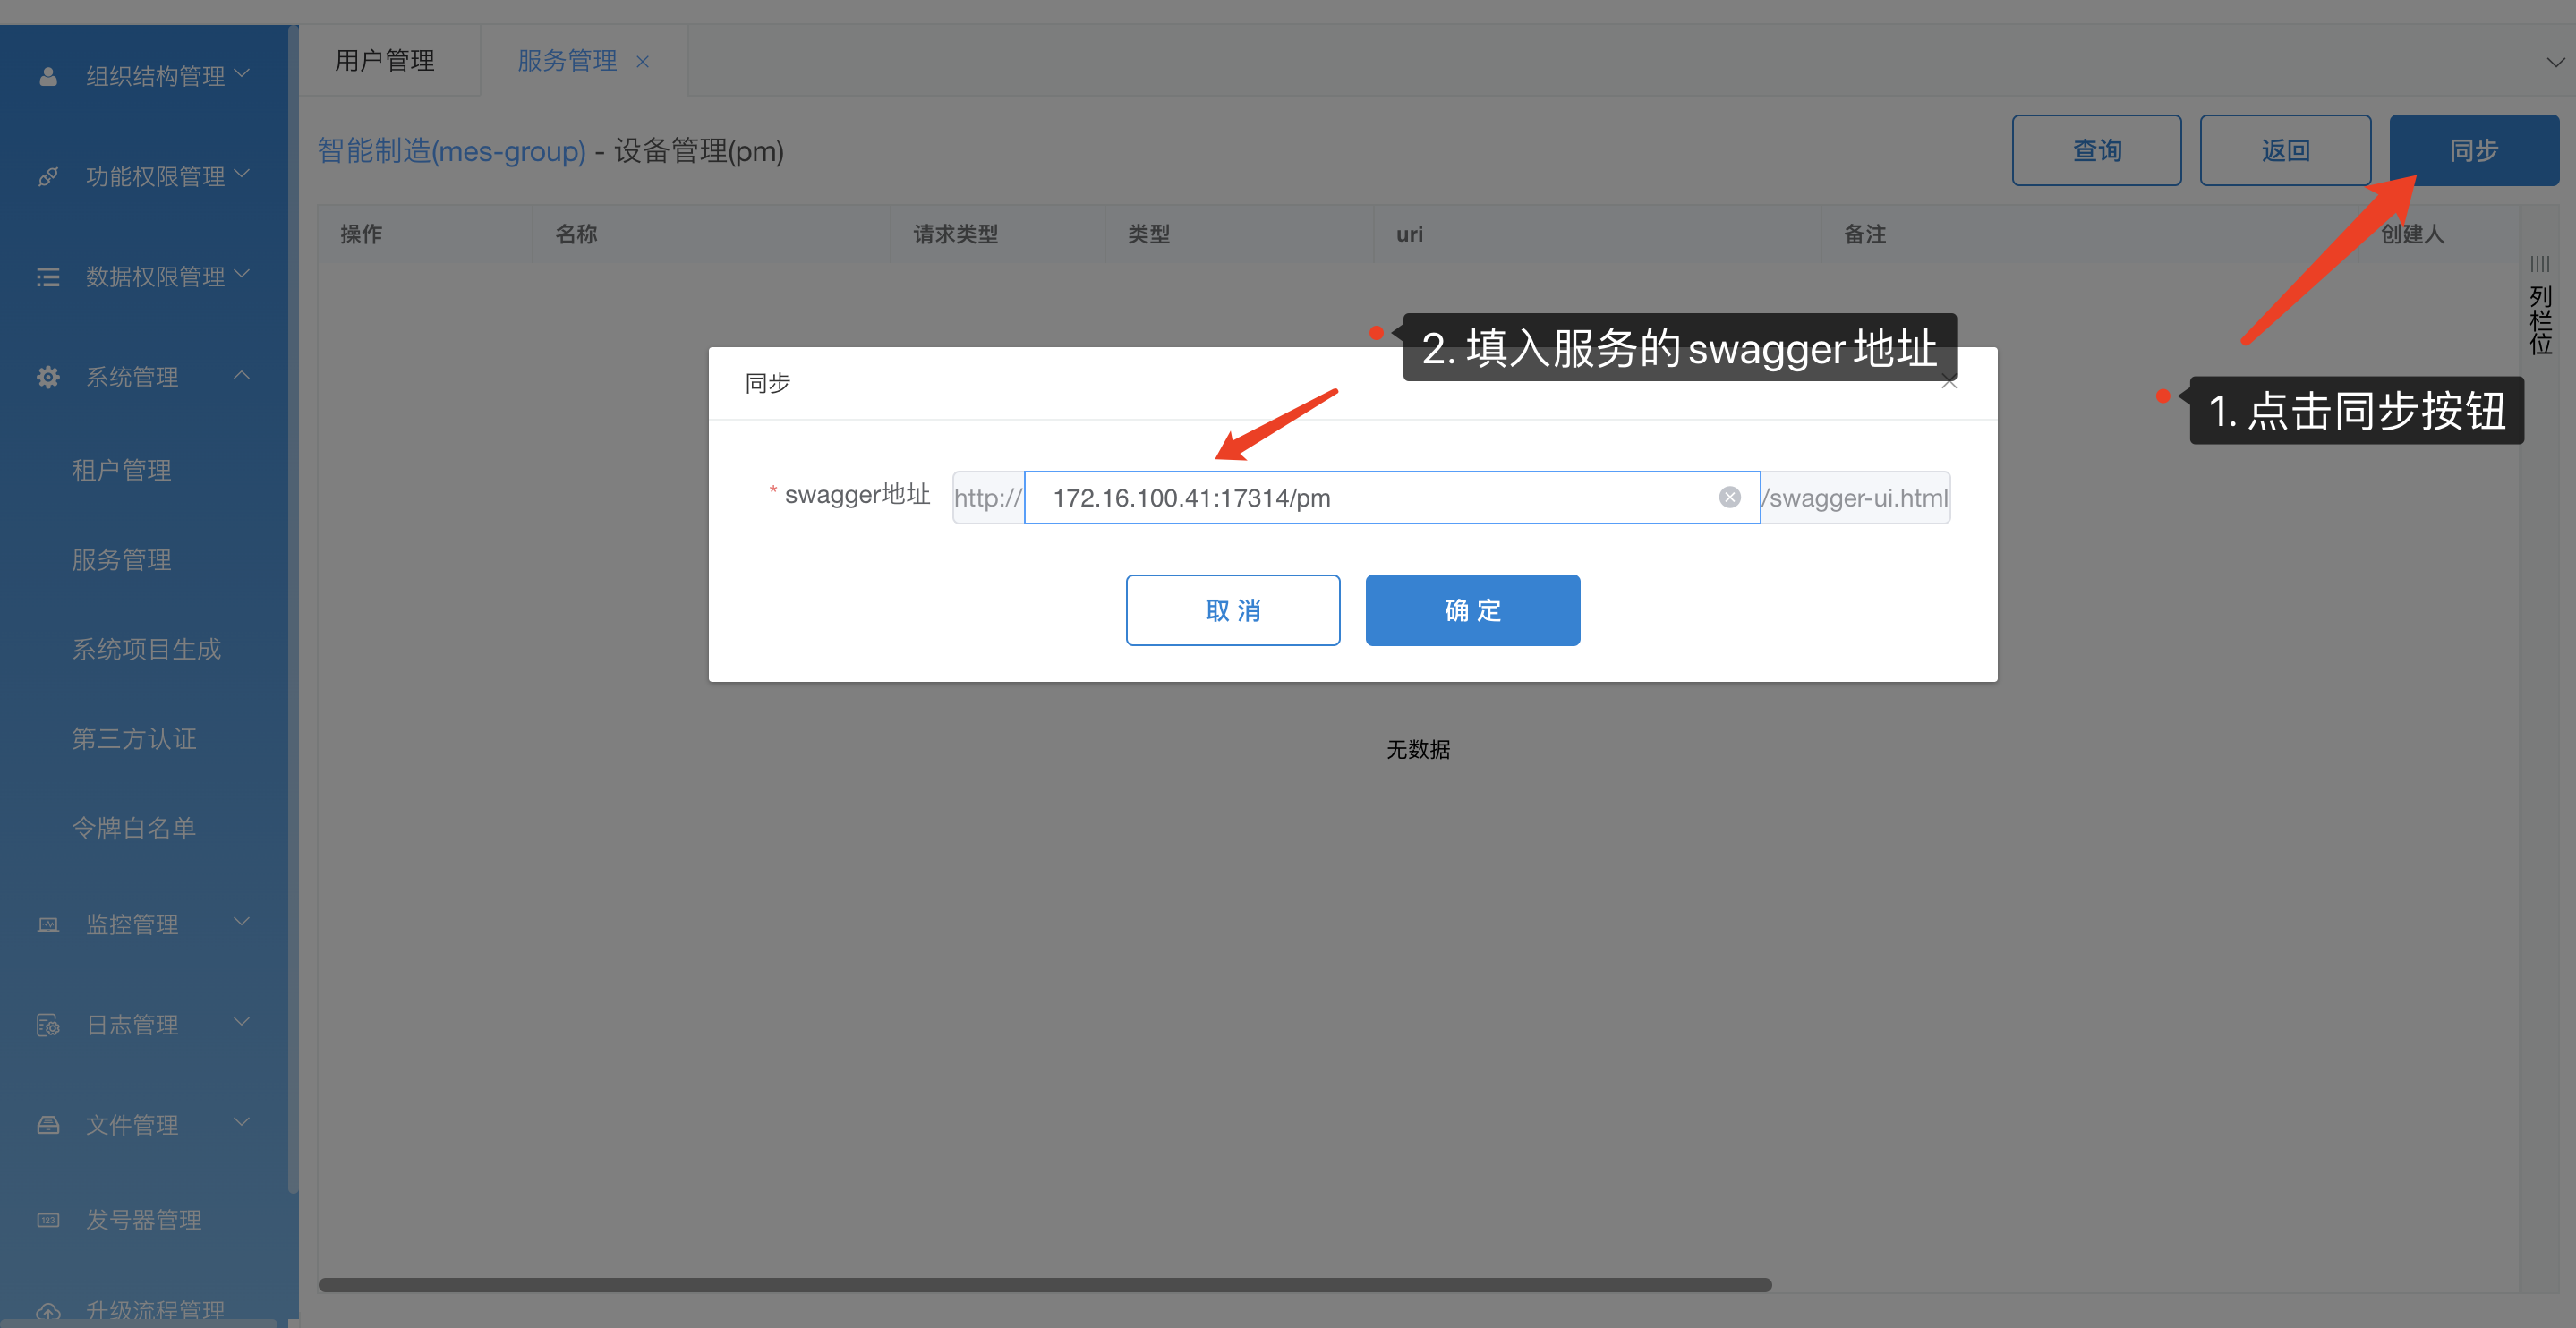 组织结构管理
功能权限管理
数据权限管理
系统管理
租户管理
服务管理
系统项目生成
第三方认证
令牌白名单
监控管理
日志管理
文件管理
123 发号器管理
升级流程管理
用户管理 服务管理
智能制造(mes-group) - 设备管理(pm)
查询 返回 同步
操作 名称 请求类型 类型 uri 备注 创建人
列栏位
2. 填入服务的swagger地址
1. 点击同步按钮
同步
* swagger地址 http:// 172.16.100.41:17314/pm /swagger-ui.html
取 消 确 定
无数据